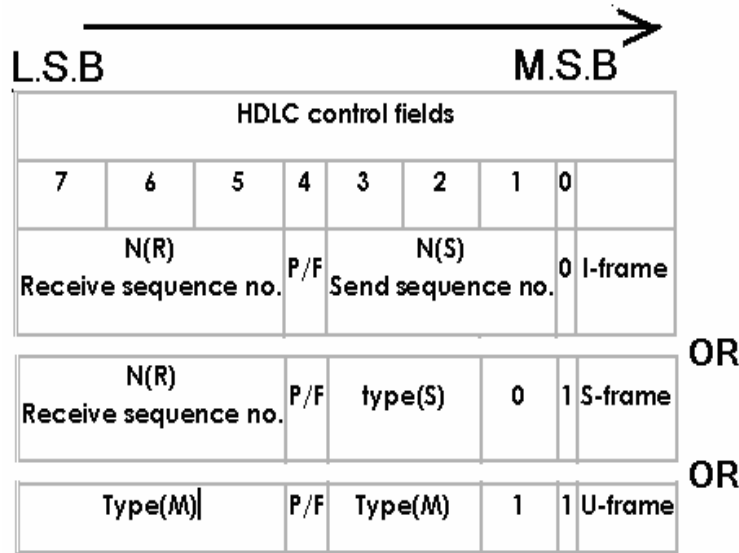 L.S.B M.S.B
HDLC control fields
7 6 5 4 3 2 1 0
N(R) N(S)
Receive sequence no. P/F Send sequence no. 0 I-frame
OR
N(R)
Receive sequence no. P/F type(S) 0 1 S-frame
OR
Type(M) P/F Type(M) 1 1 U-frame